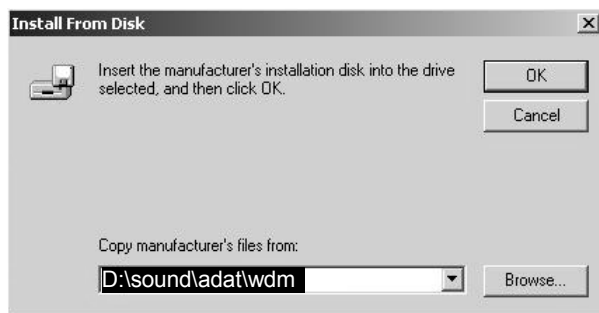 Install From Disk
Insert the manufacturer's installation disk into the drive
selected, and then click OK.
OK
Cancel
Copy manufacturer's files from:
D:\sound\adat\wdm
Browse...